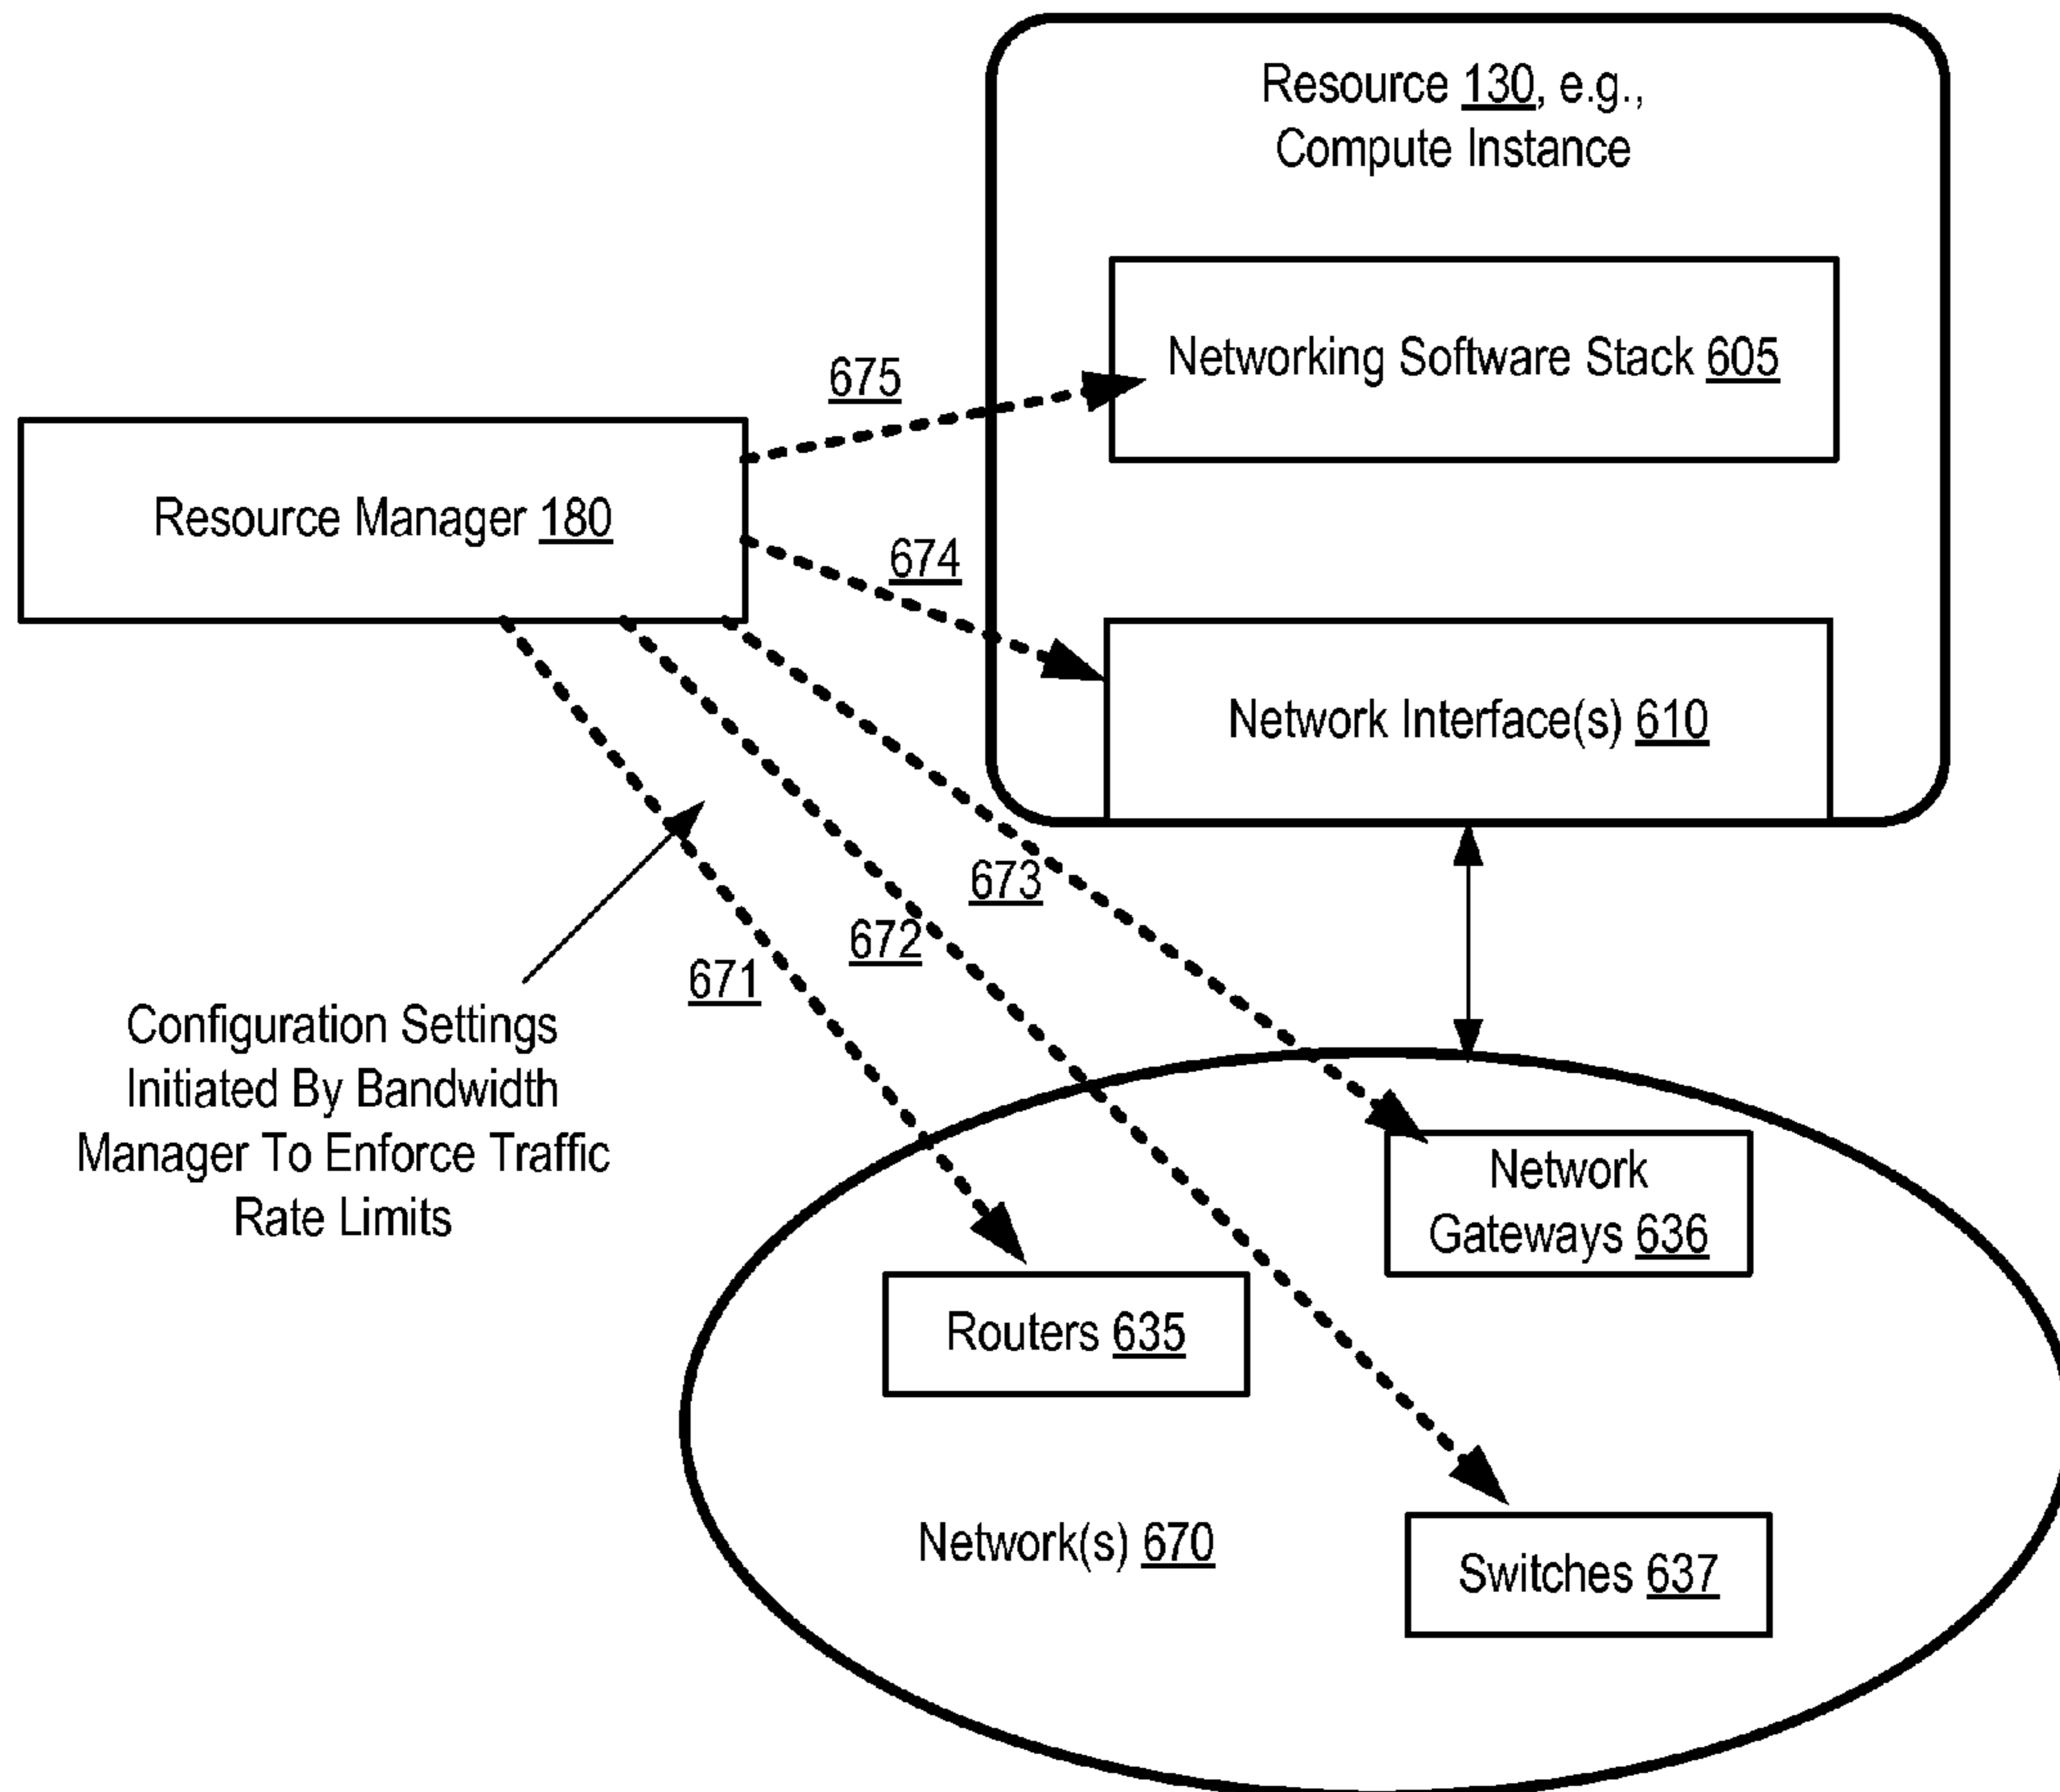 Resource 130, e.g.,
Compute Instance
Networking Software Stack 605
675
Resource Manager 180
674
Network Interface(s) 610
673
672
671
Configuration Settings
Initiated By Bandwidth
Manager To Enforce Traffic
Rate Limits
Network
Gateways 636
Routers 635
Network(s) 670
Switches 637